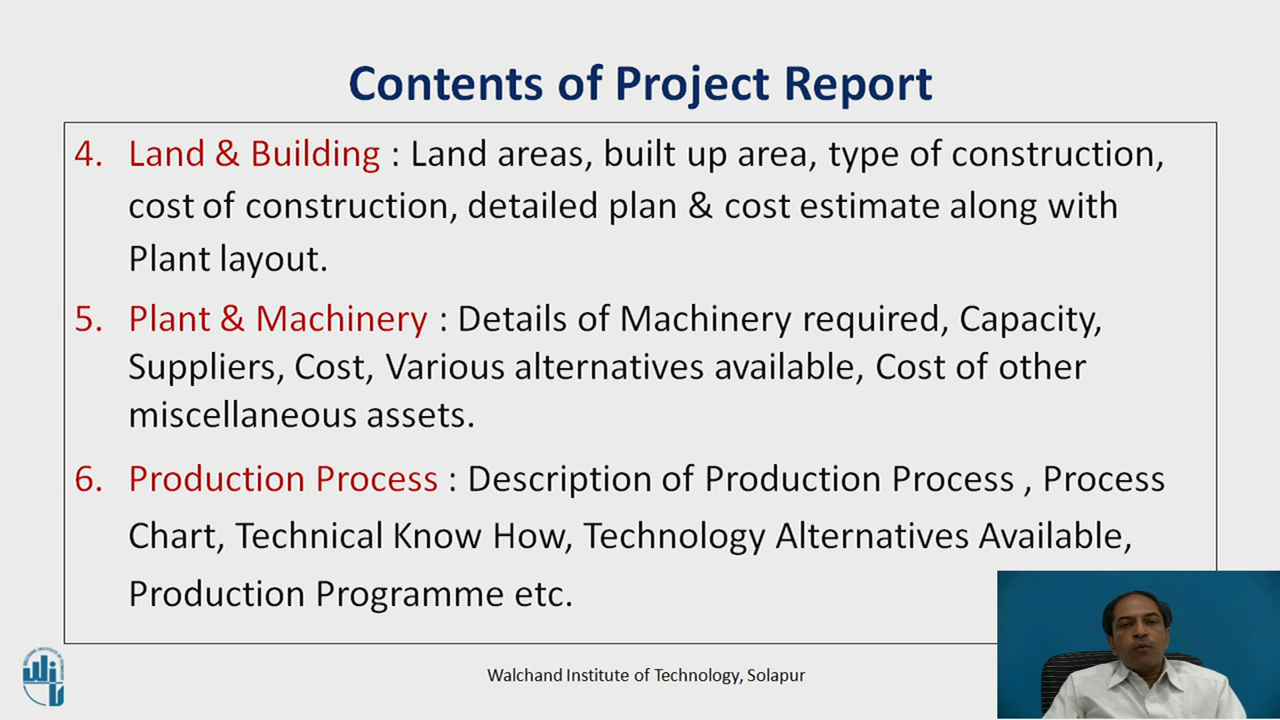 Contents of Project Report
4. Land & Building : Land areas, built up area, type of construction,
cost of construction, detailed plan & cost estimate along with
Plant layout.
5. Plant & Machinery : Details of Machinery required, Capacity,
Suppliers, Cost, Various alternatives available, Cost of other
miscellaneous assets.
6. Production Process : Description of Production Process , Process
Chart, Technical Know How, Technology Alternatives Available,
Production Programme etc.
Walchand Institute of Technology, Solapur